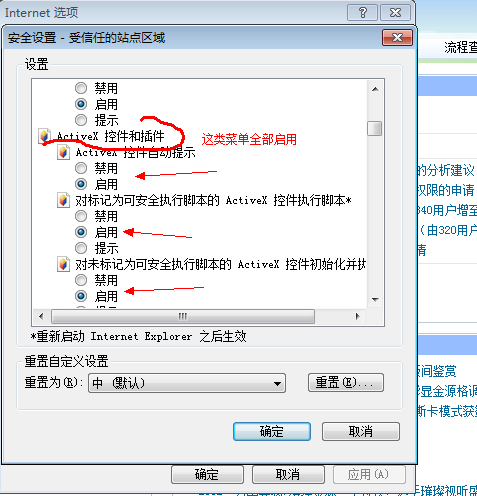 Internet 选项
安全设置 - 受信任的站点区域
流程查
设置
禁用
启用
提示
ActiveX 控件和插件
这类菜单全部启用
ActiveX 控件自动提示
禁用
启用
的分析建议
对标记为可安全执行脚本的 ActiveX 控件执行脚本*
权限的申请
禁用
340用户增至
启用
(由320用户
提示
请
对未标记为可安全执行脚本的 ActiveX 控件初始化并执
禁用
启用
*重新启动 Internet Explorer 之后生效
重置自定义设置
间鉴赏
重置为(R):
中 (默认)
重置(E)...
显金源格调
斯卡模式获
确定
取消
确定
取消
应用(A)
璀璨视听盛